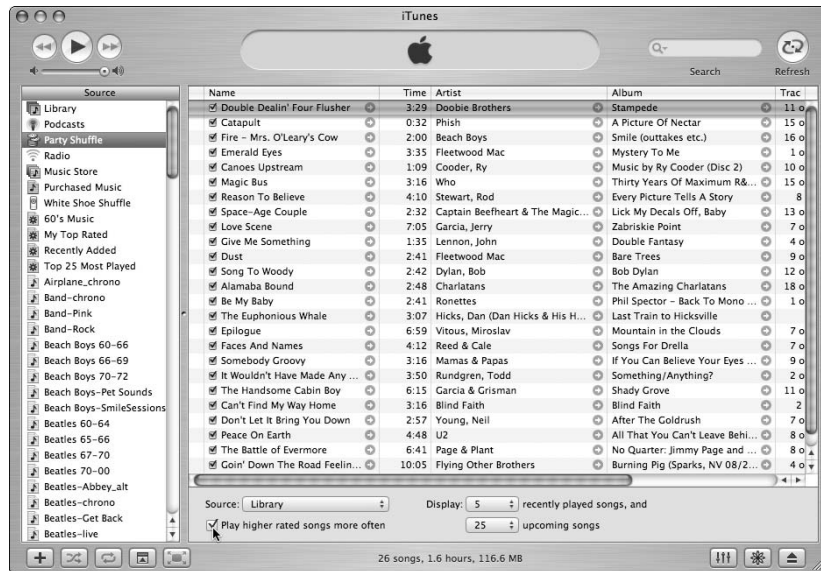 iTunes
Search
Refresh
Source
Library
Podcasts
Party Shuffle
Radio
Music Store
Purchased Music
White Shoe Shuffle
60's Music
My Top Rated
Recently Added
Top 25 Most Played
Airplane_chrono
Band-chrono
Band-Pink
Band-Rock
Beach Boys 60-66
Beach Boys 66-69
Beach Boys 70-72
Beach Boys-Pet Sounds
Beach Boys-SmileSessions
Beatles 60-64
Beatles 65-66
Beatles 67-70
Beatles 70-00
Beatles-Abbey_alt
Beatles-chrono
Beatles-Get Back
Beatles-live
Name Time Artist Album Trac
Double Dealin' Four Flusher 3:29 Doobie Brothers Stampede 11 o
Catapult 0:32 Phish A Picture Of Nectar 15 o
Fire - Mrs. O'Leary's Cow 2:00 Beach Boys Smile (outtakes etc.) 16 o
Emerald Eyes 3:35 Fleetwood Mac Mystery To Me 1 o
Canoes Upstream 1:09 Cooder, Ry Music by Ry Cooder (Disc 2) 10 o
Magic Bus 3:16 Who Thirty Years Of Maximum R&... 15 o
Reason To Believe 4:10 Stewart, Rod Every Picture Tells A Story 8
Space-Age Couple 2:32 Captain Beefheart & The Magic... Lick My Decals Off, Baby 13 o
Love Scene 7:05 Garcia, Jerry Zabriskie Point 7 o
Give Me Something 1:35 Lennon, John Double Fantasy 4 o
Dust 2:41 Fleetwood Mac Bare Trees 9 o
Song To Woody 2:42 Dylan, Bob Bob Dylan 12 o
Alamaba Bound 2:48 Charlatans The Amazing Charlatans 18 o
Be My Baby 2:41 Ronettes Phil Spector - Back To Mono ... 1 o
The Euphonious Whale 3:07 Hicks, Dan (Dan Hicks & His H... Last Train to Hicksville
Epilogue 6:59 Vitous, Miroslav Mountain in the Clouds 7 o
Faces And Names 4:12 Reed & Cale Songs For Drella 7 o
Somebody Groovy 3:16 Mamas & Papas If You Can Believe Your Eyes ... 9 o
It Wouldn't Have Made Any ... 3:50 Rundgren, Todd Something/Anything? 2 o
The Handsome Cabin Boy 6:15 Garcia & Grisman Shady Grove 11 o
Can't Find My Way Home 3:16 Blind Faith Blind Faith 2
Don't Let It Bring You Down 2:57 Young, Neil After The Goldrush 7 o
Peace On Earth 4:48 U2 All That You Can't Leave Behi... 8 o
The Battle of Evermore 6:41 Page & Plant No Quarter: Jimmy Page and ... 8 o
Goin' Down The Road Feelin... 10:05 Flying Other Brothers Burning Pig (Sparks, NV 08/2... 4 o
Source: Library Display: 5 recently played songs, and
Play higher rated songs more often 25 upcoming songs
26 songs, 1.6 hours, 116.6 MB